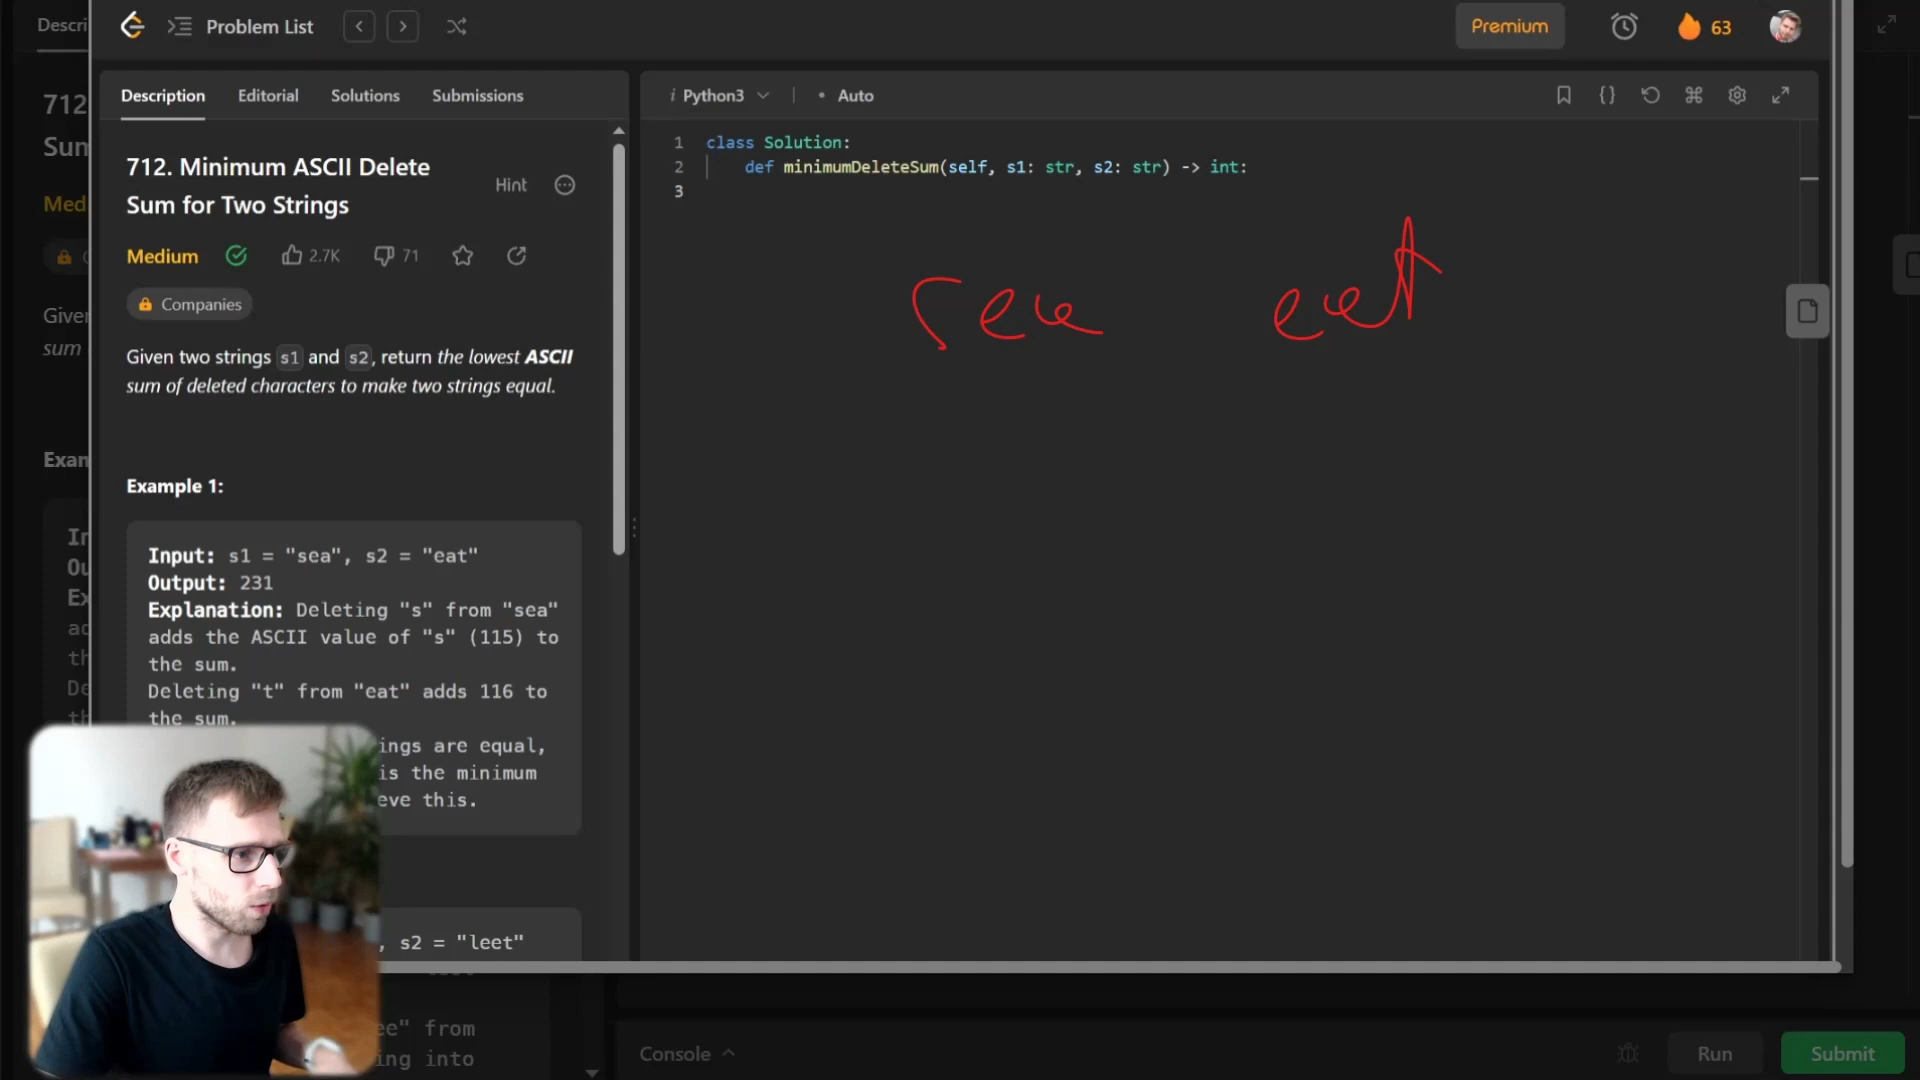 Descri
Problem List
Premium
63
712
Sum
Med
Given
sum
Exam
Description Editorial Solutions Submissions
Python3 Auto
712. Minimum ASCII Delete
Sum for Two Strings
Hint
Medium 2.7K 71
Companies
Given two strings s1 and s2, return the lowest ASCII
sum of deleted characters to make two strings equal.
Example 1:
Input: s1 = "sea", s2 = "eat"
Output: 231
Explanation: Deleting "s" from "sea"
adds the ASCII value of "s" (115) to
the sum.
Deleting "t" from "eat" adds 116 to
the sum.
ings are equal,
is the minimum
eve this.
, s2 = "leet"
ee" from
ing into
1 class Solution:
2 def minimumDeleteSum(self, s1: str, s2: str) -> int:
3
sea eat
Console
Run
Submit